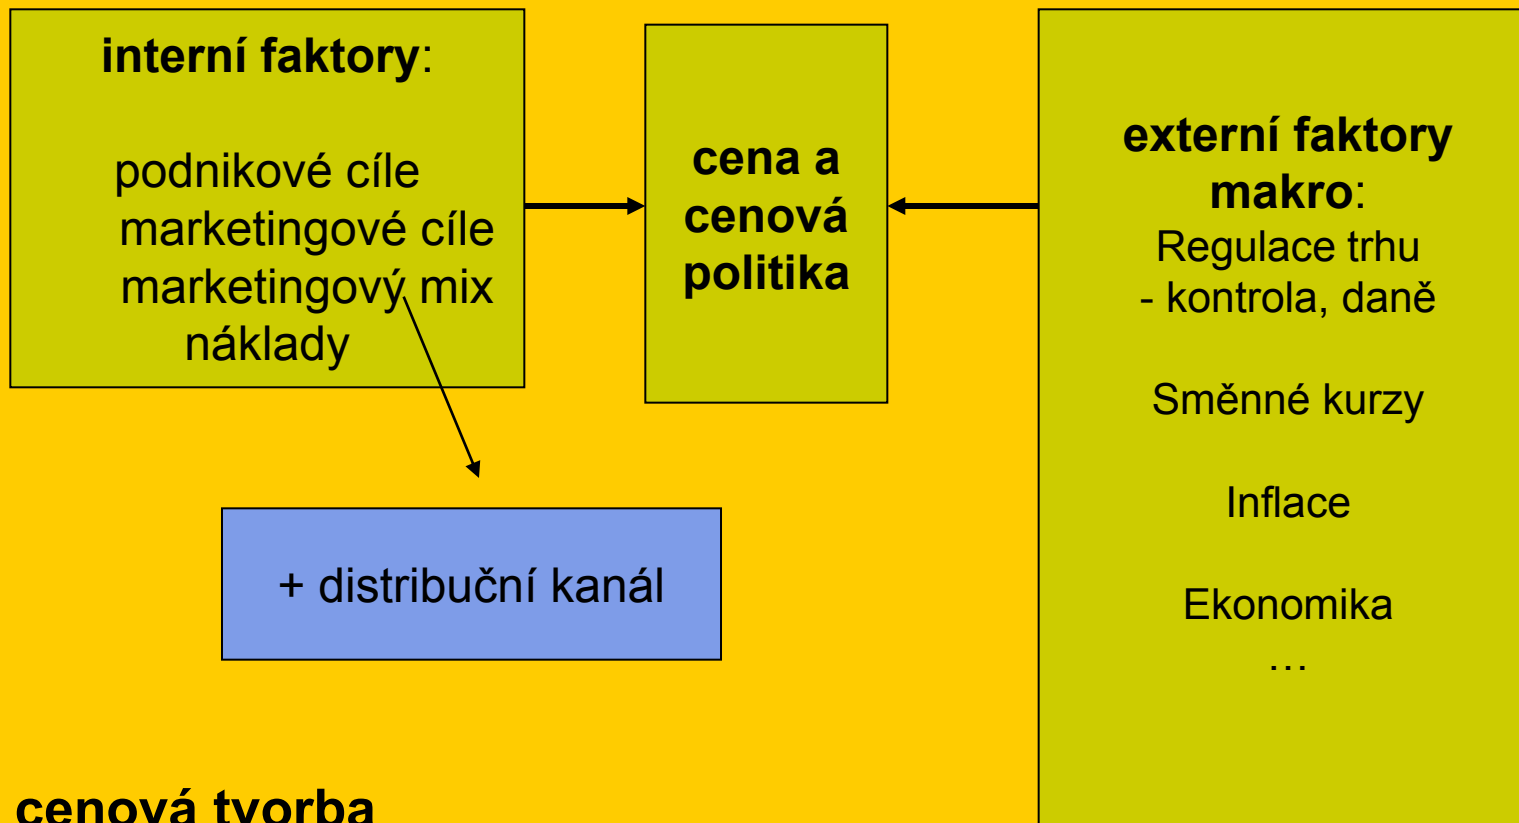 interní faktory:
podnikové cíle
marketingové cíle
marketingový mix
náklady
cena a
cenová
politika
externí faktory
makro:
Regulace trhu
- kontrola, daně
Směnné kurzy
Inflace
Ekonomika
…
+ distribuční kanál
cenová tvorba